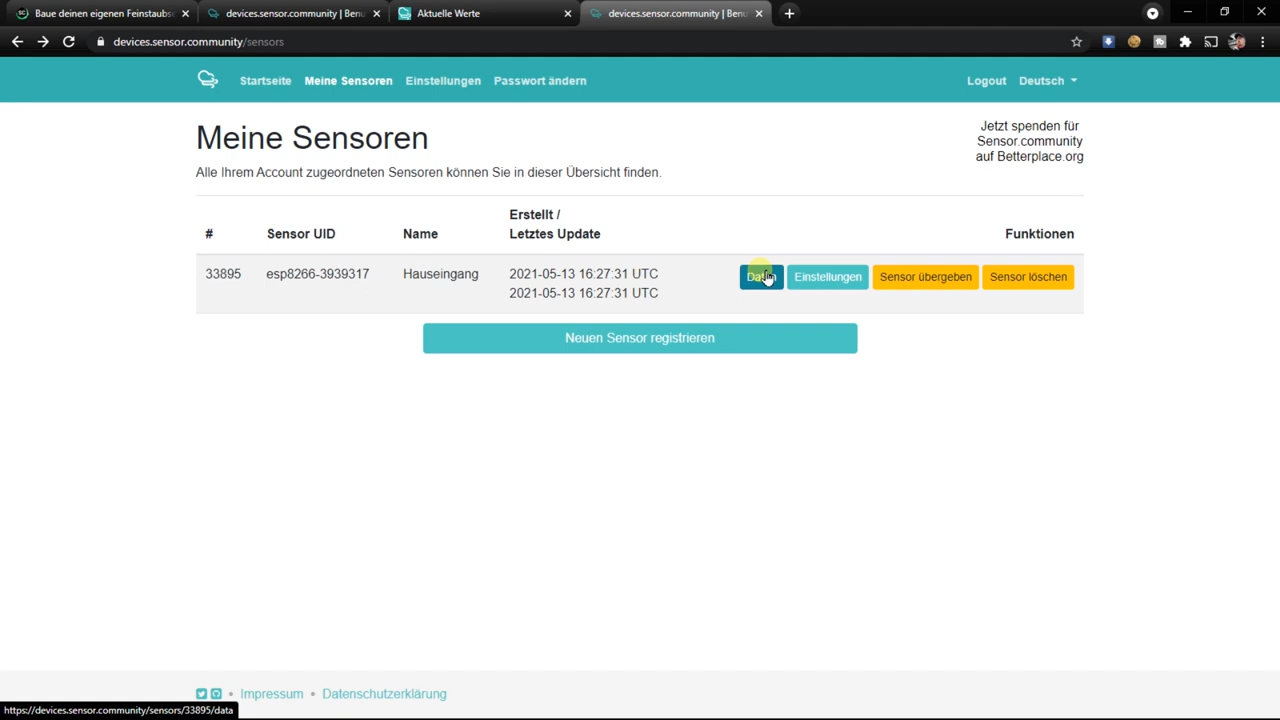 Baue deinen eigenen Feinstaubse
devices.sensor.community | Benu
Aktuelle Werte
devices.sensor.community | Benu
devices.sensor.community/sensors
Startseite
Meine Sensoren
Einstellungen
Passwort ändern
Logout
Deutsch
Meine Sensoren
Jetzt spenden für
Sensor.community
auf Betterplace.org
Alle Ihrem Account zugeordneten Sensoren können Sie in dieser Übersicht finden.
Erstellt /
# Sensor UID Name Letztes Update Funktionen
33895 esp8266-3939317 Hauseingang 2021-05-13 16:27:31 UTC
2021-05-13 16:27:31 UTC
Daten
Einstellungen
Sensor übergeben
Sensor löschen
Neuen Sensor registrieren
• Impressum • Datenschutzerklärung
https://devices.sensor.community/sensors/33895/data